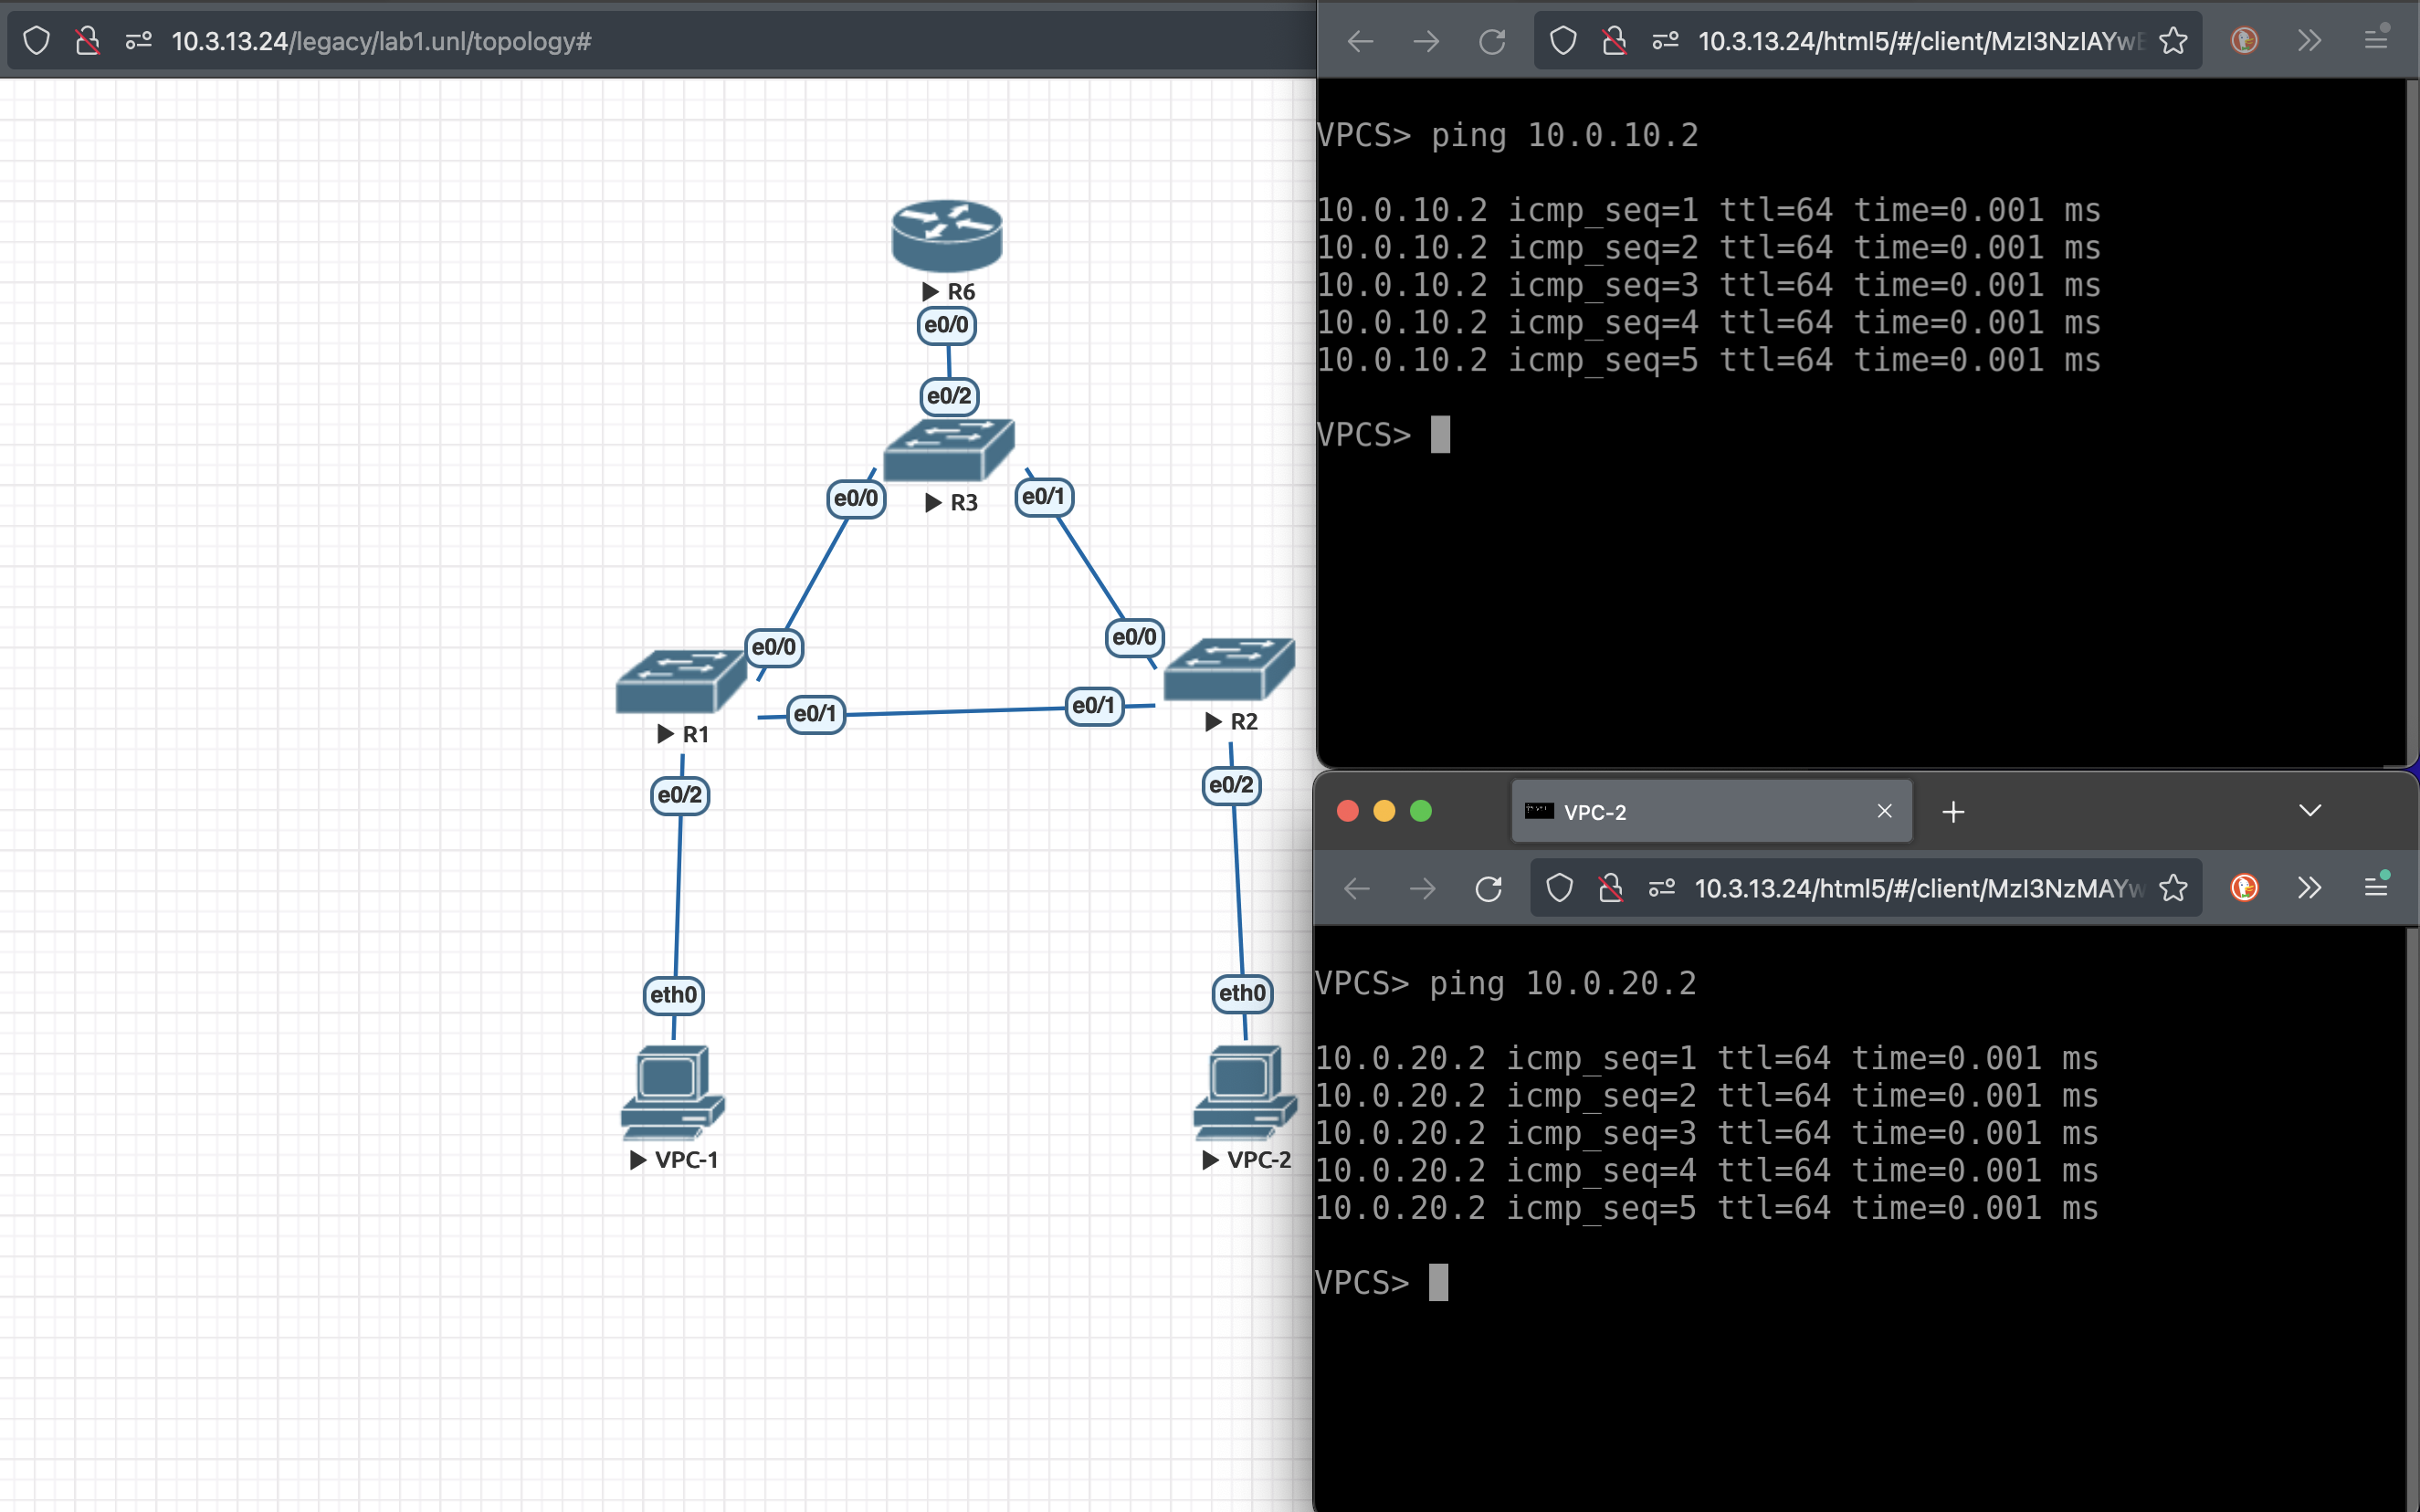 10.3.13.24/legacy/lab1.unl/topology#
R6
e0/0
e0/2
R3
e0/0
e0/1
e0/0
e0/0
R1
e0/1
e0/1
R2
e0/2
e0/2
eth0
eth0
VPC-1
VPC-2
10.3.13.24/html5/#/client/MzI3NzIAYwB
VPCS> ping 10.0.10.2
10.0.10.2 icmp_seq=1 ttl=64 time=0.001 ms
10.0.10.2 icmp_seq=2 ttl=64 time=0.001 ms
10.0.10.2 icmp_seq=3 ttl=64 time=0.001 ms
10.0.10.2 icmp_seq=4 ttl=64 time=0.001 ms
10.0.10.2 icmp_seq=5 ttl=64 time=0.001 ms
VPCS>
VPC-2
10.3.13.24/html5/#/client/MzI3NzMAYw
VPCS> ping 10.0.20.2
10.0.20.2 icmp_seq=1 ttl=64 time=0.001 ms
10.0.20.2 icmp_seq=2 ttl=64 time=0.001 ms
10.0.20.2 icmp_seq=3 ttl=64 time=0.001 ms
10.0.20.2 icmp_seq=4 ttl=64 time=0.001 ms
10.0.20.2 icmp_seq=5 ttl=64 time=0.001 ms
VPCS>